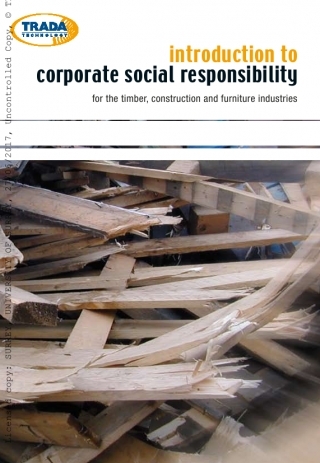 TRADA
TECHNOLOGY
introduction to
corporate social responsibility
for the timber, construction and furniture industries